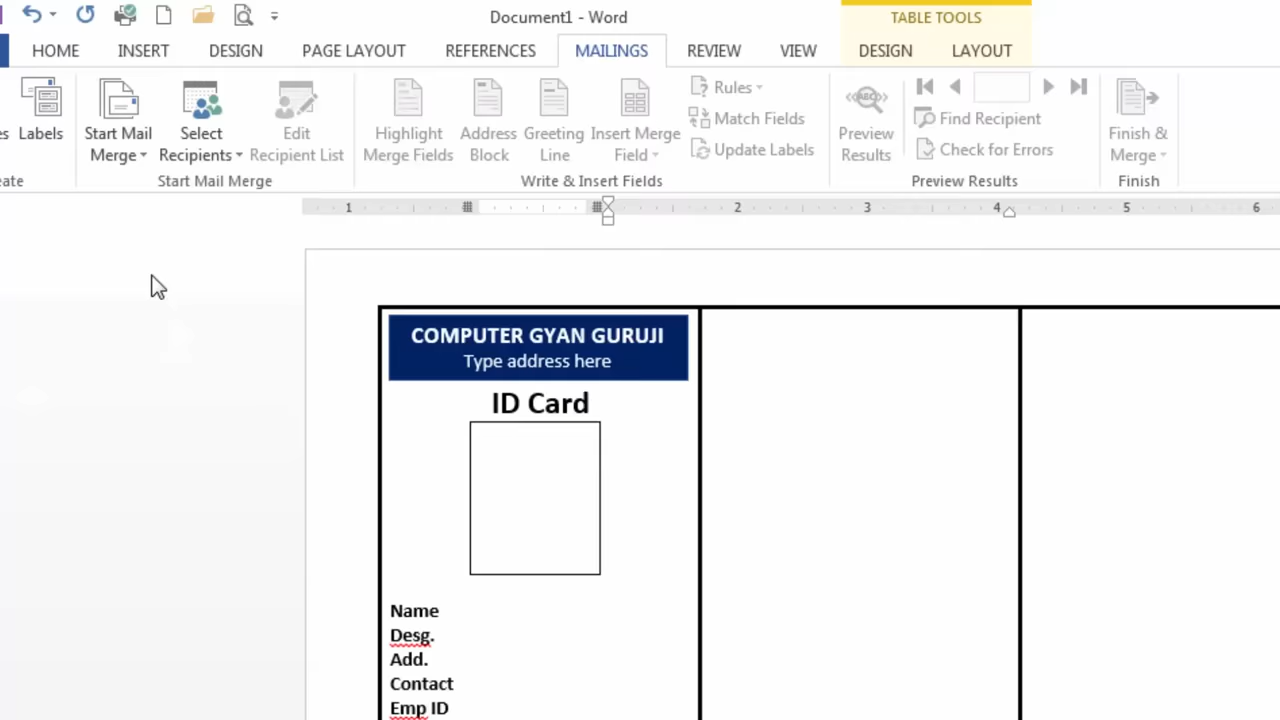 Document1 - Word
TABLE TOOLS
HOME INSERT DESIGN PAGE LAYOUT REFERENCES MAILINGS REVIEW VIEW DESIGN LAYOUT
Labels
Start Mail Merge
Select Recipients
Edit Recipient List
Start Mail Merge
Highlight Merge Fields
Address Block
Greeting Line
Insert Merge Field
Rules
Match Fields
Update Labels
Write & Insert Fields
Preview Results
Find Recipient
Check for Errors
Preview Results
Finish & Merge
Finish
1 2 3 4 5 6
COMPUTER GYAN GURUJI
Type address here
ID Card
Name
Desg.
Add.
Contact
Emp ID